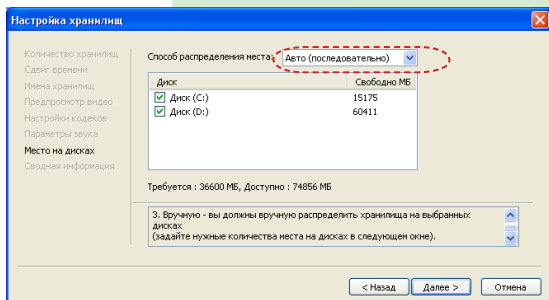 Настройка хранилищ
Количество хранилищ
Сдвиг времени
Имена хранилищ
Предпросмотр видео
Настройки кодеков
Параметры звука
Место на дисках
Сводная информация
Способ распределения места: Авто (последовательно)
Диск Свободно МБ
Диск (C:) 15175
Диск (D:) 60411
Требуется : 36600 МБ, Доступно : 74856 МБ
3. Вручную - вы должны вручную распределить хранилища на выбранных
дисках
(задайте нужные количества места на дисках в следующем окне).
< Назад Далее > Отмена